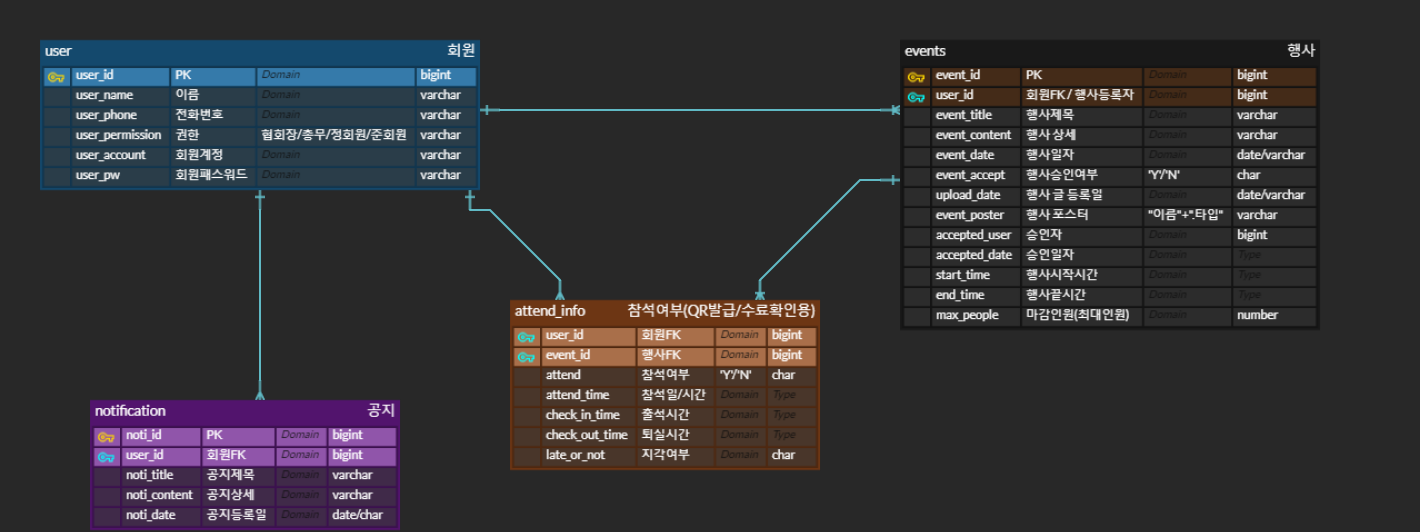 user 회원
user_id PK Domain bigint
user_name 이름 Domain varchar
user_phone 전화번호 Domain varchar
user_permission 권한 협회장/총무/정회원/준회원 varchar
user_account 회원계정 Domain varchar
user_pw 회원패스워드 Domain varchar
events 행사
event_id PK Domain bigint
user_id 회원FK / 행사등록자 Domain bigint
event_title 행사제목 Domain varchar
event_content 행사 상세 Domain varchar
event_date 행사일자 Domain date/varchar
event_accept 행사승인여부 'Y'/'N' char
upload_date 행사 글 등록일 Domain date/varchar
event_poster 행사 포스터 "이름"+".타입" varchar
accepted_user 승인자 Domain bigint
accepted_date 승인일자 Domain Type
start_time 행사시작시간 Domain Type
end_time 행사끝시간 Domain Type
max_people 마감인원(최대인원) Domain number
attend_info 참석여부(QR발급/수료확인용)
user_id 회원FK Domain bigint
event_id 행사FK Domain bigint
attend 참석여부 'Y'/'N' char
attend_time 참석일/시간 Domain Type
check_in_time 출석시간 Domain Type
check_out_time 퇴실시간 Domain Type
late_or_not 지각여부 Domain char
notification 공지
noti_id PK Domain bigint
user_id 회원FK Domain bigint
noti_title 공지제목 Domain varchar
noti_content 공지상세 Domain varchar
noti_date 공지등록일 Domain date/char